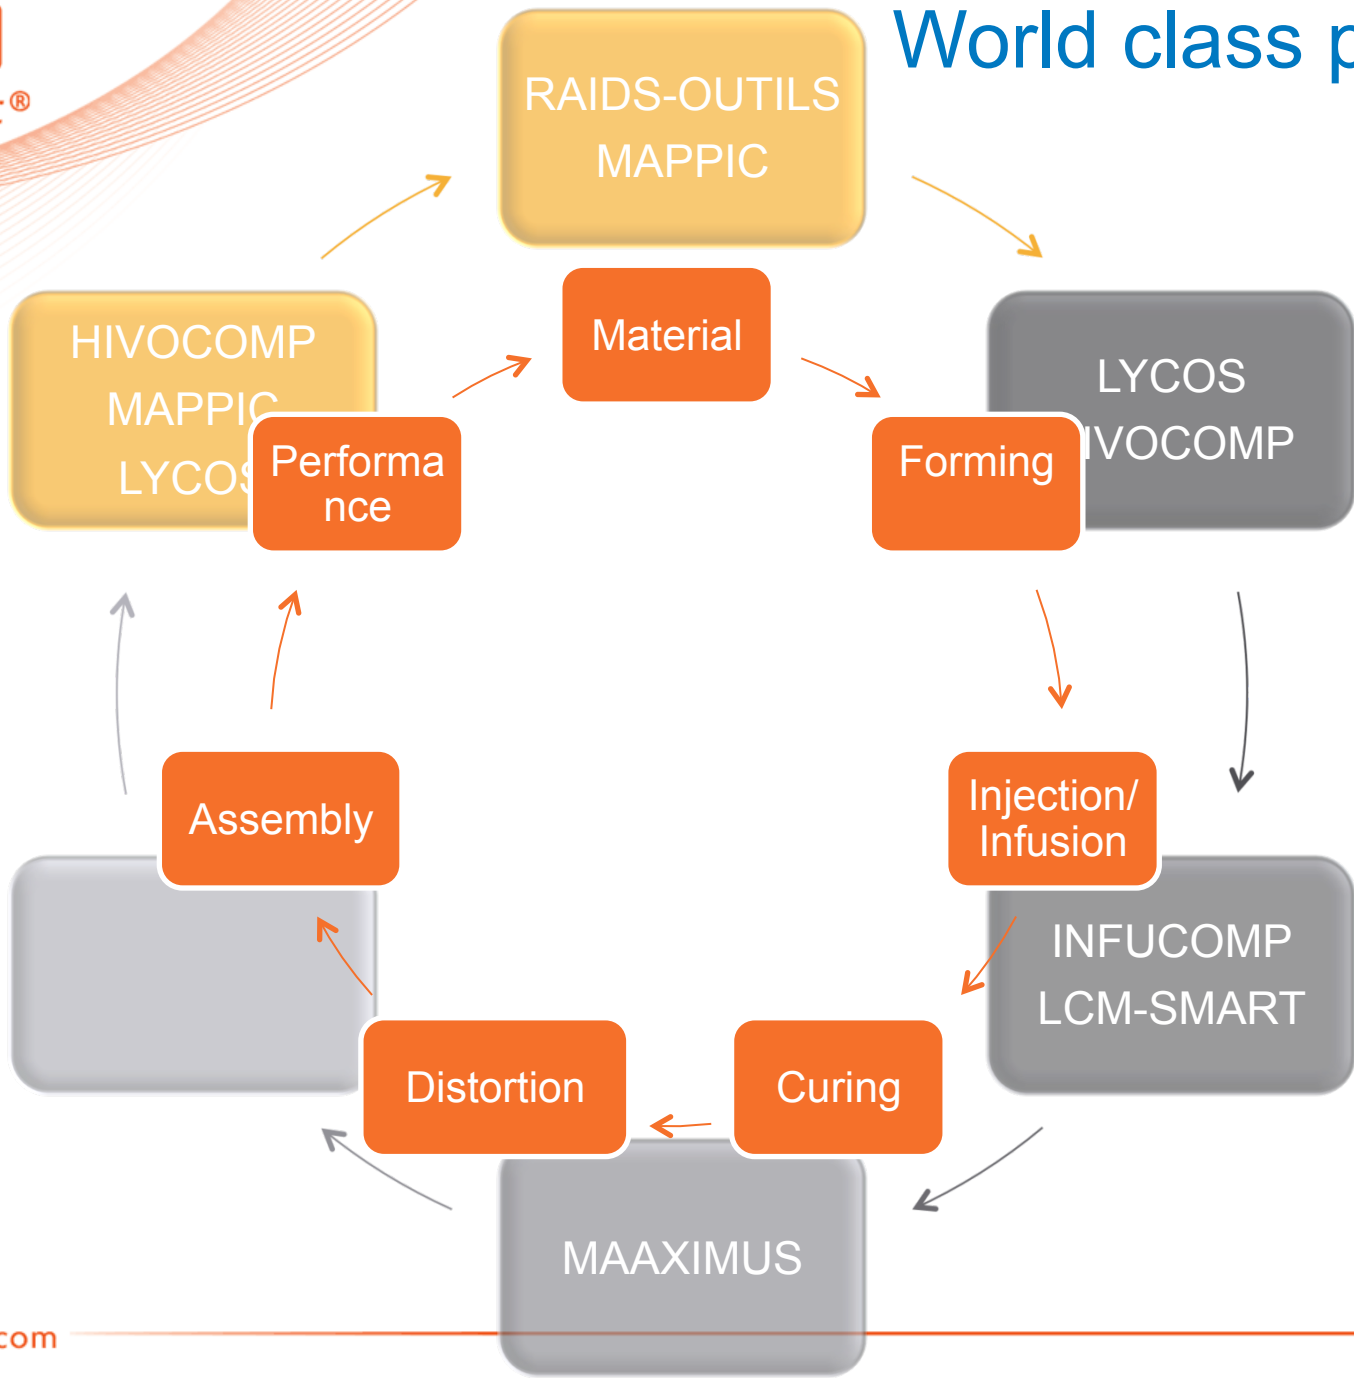 World class p
®
RAIDS-OUTILS
MAPPIC
Material
HIVOCOMP
MAPPIC
LYCOS
Performa
nce
LYCOS
IVOCOMP
Forming
Assembly
Injection/
Infusion
INFUCOMP
LCM-SMART
Distortion
Curing
MAAXIMUS
com